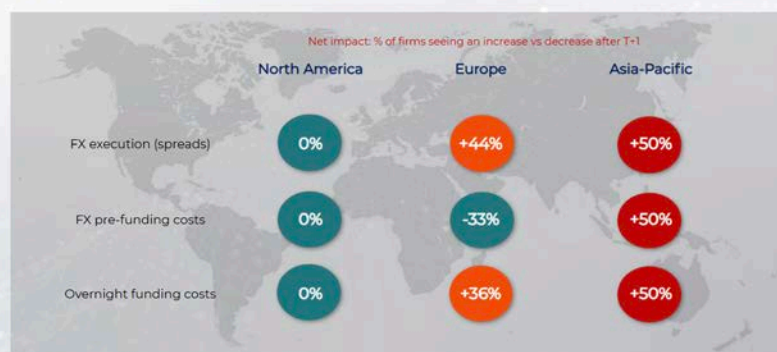 Net impact: % of firms seeing an increase vs decrease after T+1
North America Europe Asia-Pacific
FX execution (spreads) 0% +44% +50%
FX pre-funding costs 0% -33% +50%
Overnight funding costs 0% +36% +50%